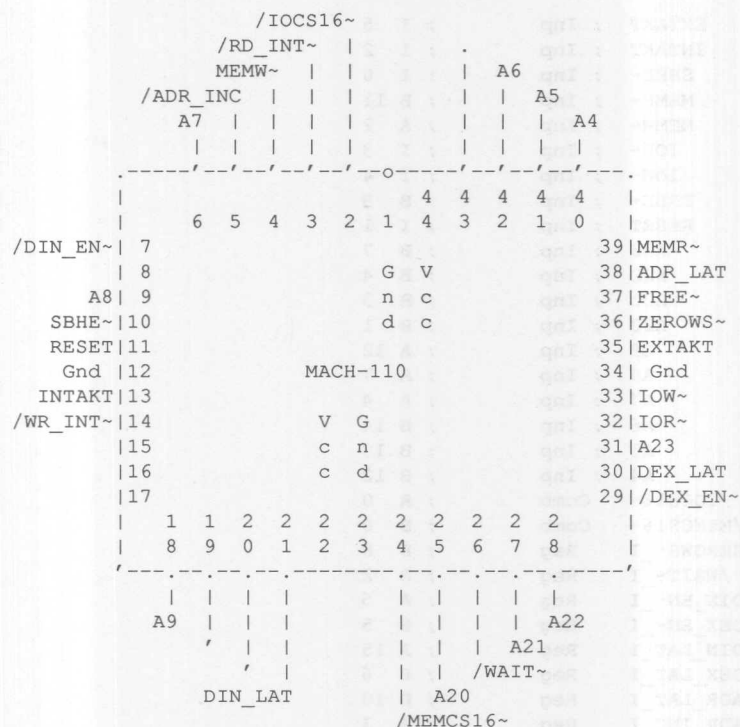 /IOCS16~
/RD_INT~ | .
MEMW~ | | | A6
/ADR_INC | | | | | A5
A7 | | | | | | | A4
| | | | | | | | |
.-----'--'--'--'--'--o-----'--'--'--'-----.
| 4 4 4 4 4 |
| 6 5 4 3 2 1 4 3 2 1 0 |
/DIN_EN~| 7 39|MEMR~
| 8 G V 38|ADR_LAT
A8| 9 n c 37|FREE~
SBHE~|10 d c 36|ZEROWS~
RESET|11 35|EXTAKT
Gnd |12 MACH-110 34| Gnd
INTAKT|13 33|IOW~
/WR_INT~|14 V G 32|IOR~
|15 c n 31|A23
|16 c d 30|DEX_LAT
|17 29|/DEX_EN~
| 1 1 2 2 2 2 2 2 2 2 2 |
| 8 9 0 1 2 3 4 5 6 7 8 |
'---.--.--.--.--------.--.--.--.--.---'
| | | | | | | | |
A9 | | | | | | | A22
' | | | | | A21
' | | | /WAIT~
DIN_LAT | A20
/MEMCS16~